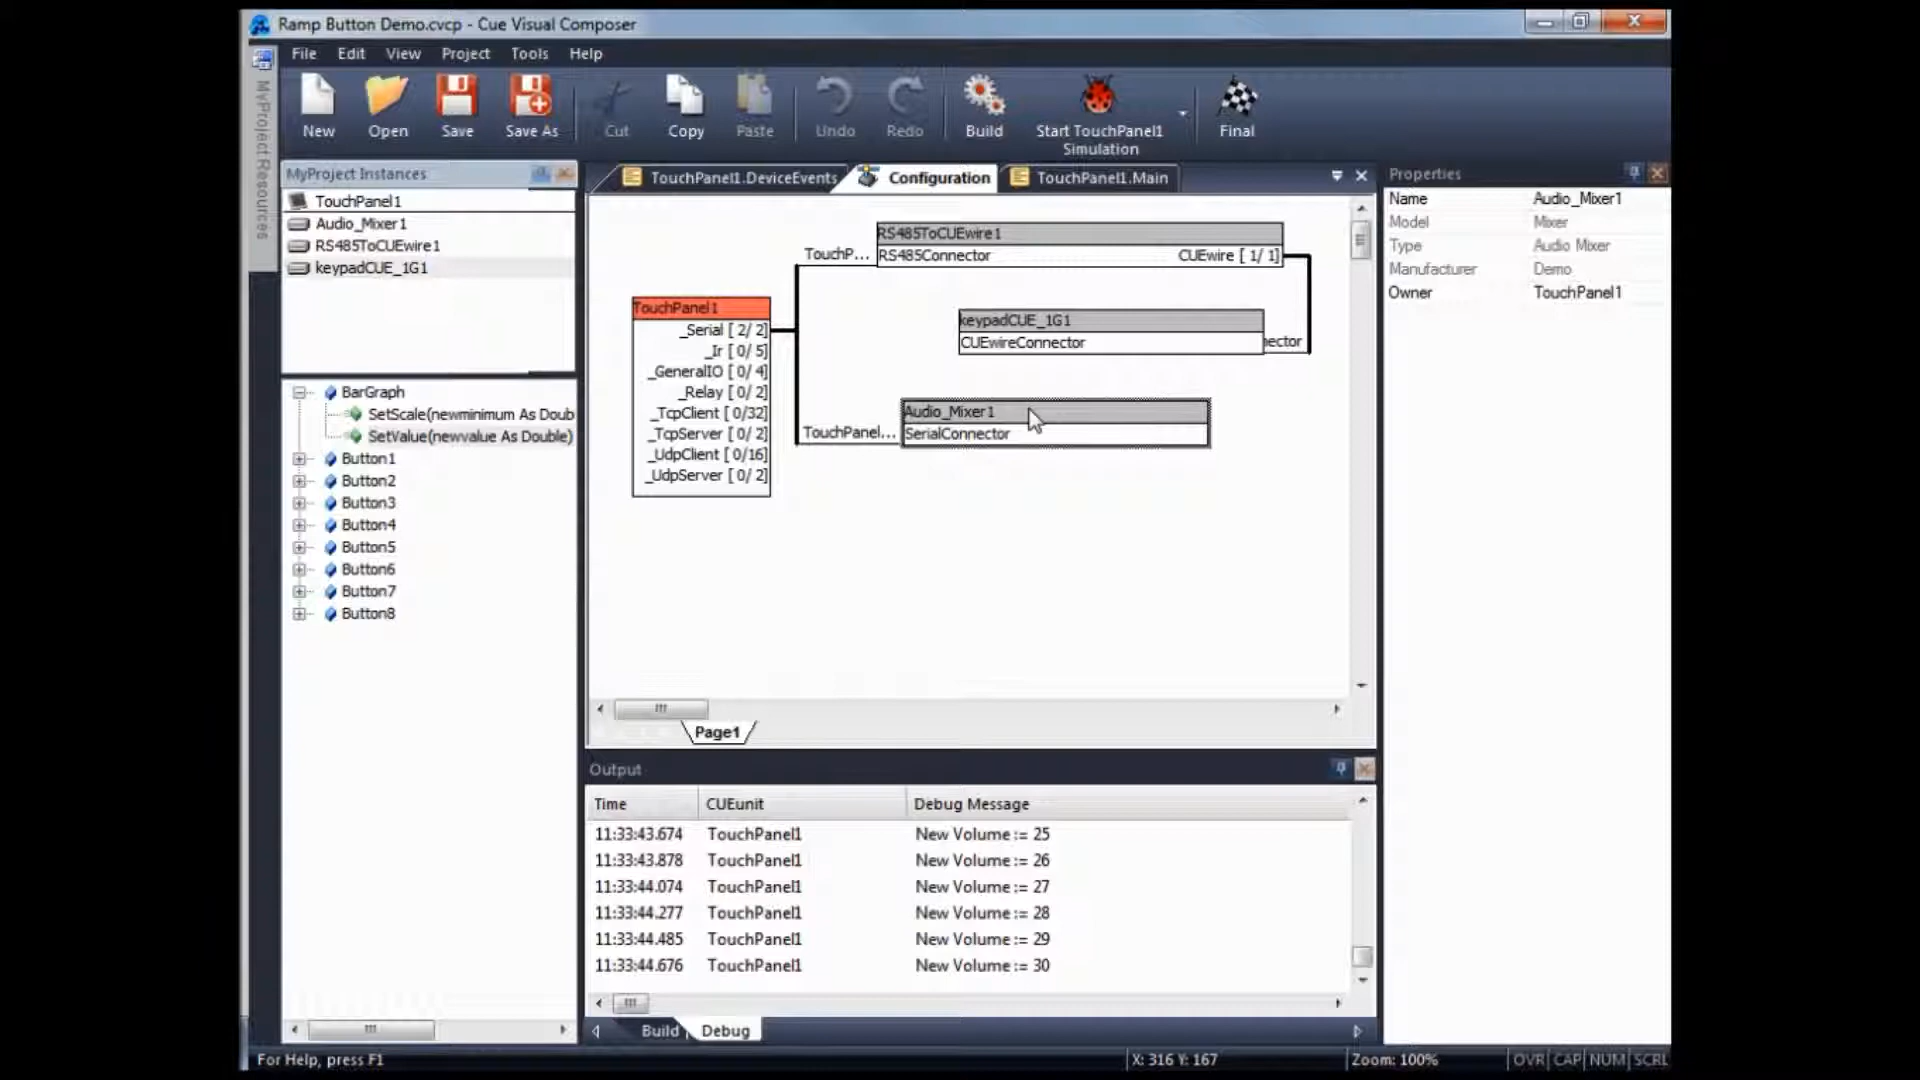 Ramp Button Demo.cvcp - Cue Visual Composer
File Edit View Project Tools Help
New Open Save Save As Cut Copy Paste Undo Redo Build Start TouchPanel1 Simulation Final
MyProject Resources
MyProject Instances
TouchPanel1
Audio_Mixer1
RS485ToCUEwire1
keypadCUE_1G1
BarGraph
SetScale(newminimum As Doub
SetValue(newvalue As Double)
Button1
Button2
Button3
Button4
Button5
Button6
Button7
Button8
TouchPanel1.DeviceEvents Configuration TouchPanel1.Main
RS485ToCUEwire1
TouchP... RS485Connector CUEwire [ 1/ 1]
TouchPanel1
_Serial [ 2/ 2]
_Ir [ 0/ 5]
_GeneralIO [ 0/ 4]
_Relay [ 0/ 2]
_TcpClient [ 0/32]
_TcpServer [ 0/ 2]
_UdpClient [ 0/16]
_UdpServer [ 0/ 2]
keypadCUE_1G1
CUEwireConnector nector
Audio_Mixer1
TouchPanel... SerialConnector
Page1
Output
Time CUEunit Debug Message
11:33:43.674 TouchPanel1 New Volume := 25
11:33:43.878 TouchPanel1 New Volume := 26
11:33:44.074 TouchPanel1 New Volume := 27
11:33:44.277 TouchPanel1 New Volume := 28
11:33:44.485 TouchPanel1 New Volume := 29
11:33:44.676 TouchPanel1 New Volume := 30
Build Debug
Properties
Name Audio_Mixer1
Model Mixer
Type Audio Mixer
Manufacturer Demo
Owner TouchPanel1
For Help, press F1 X: 316 Y: 167 Zoom: 100% OVR CAP NUM SCRL